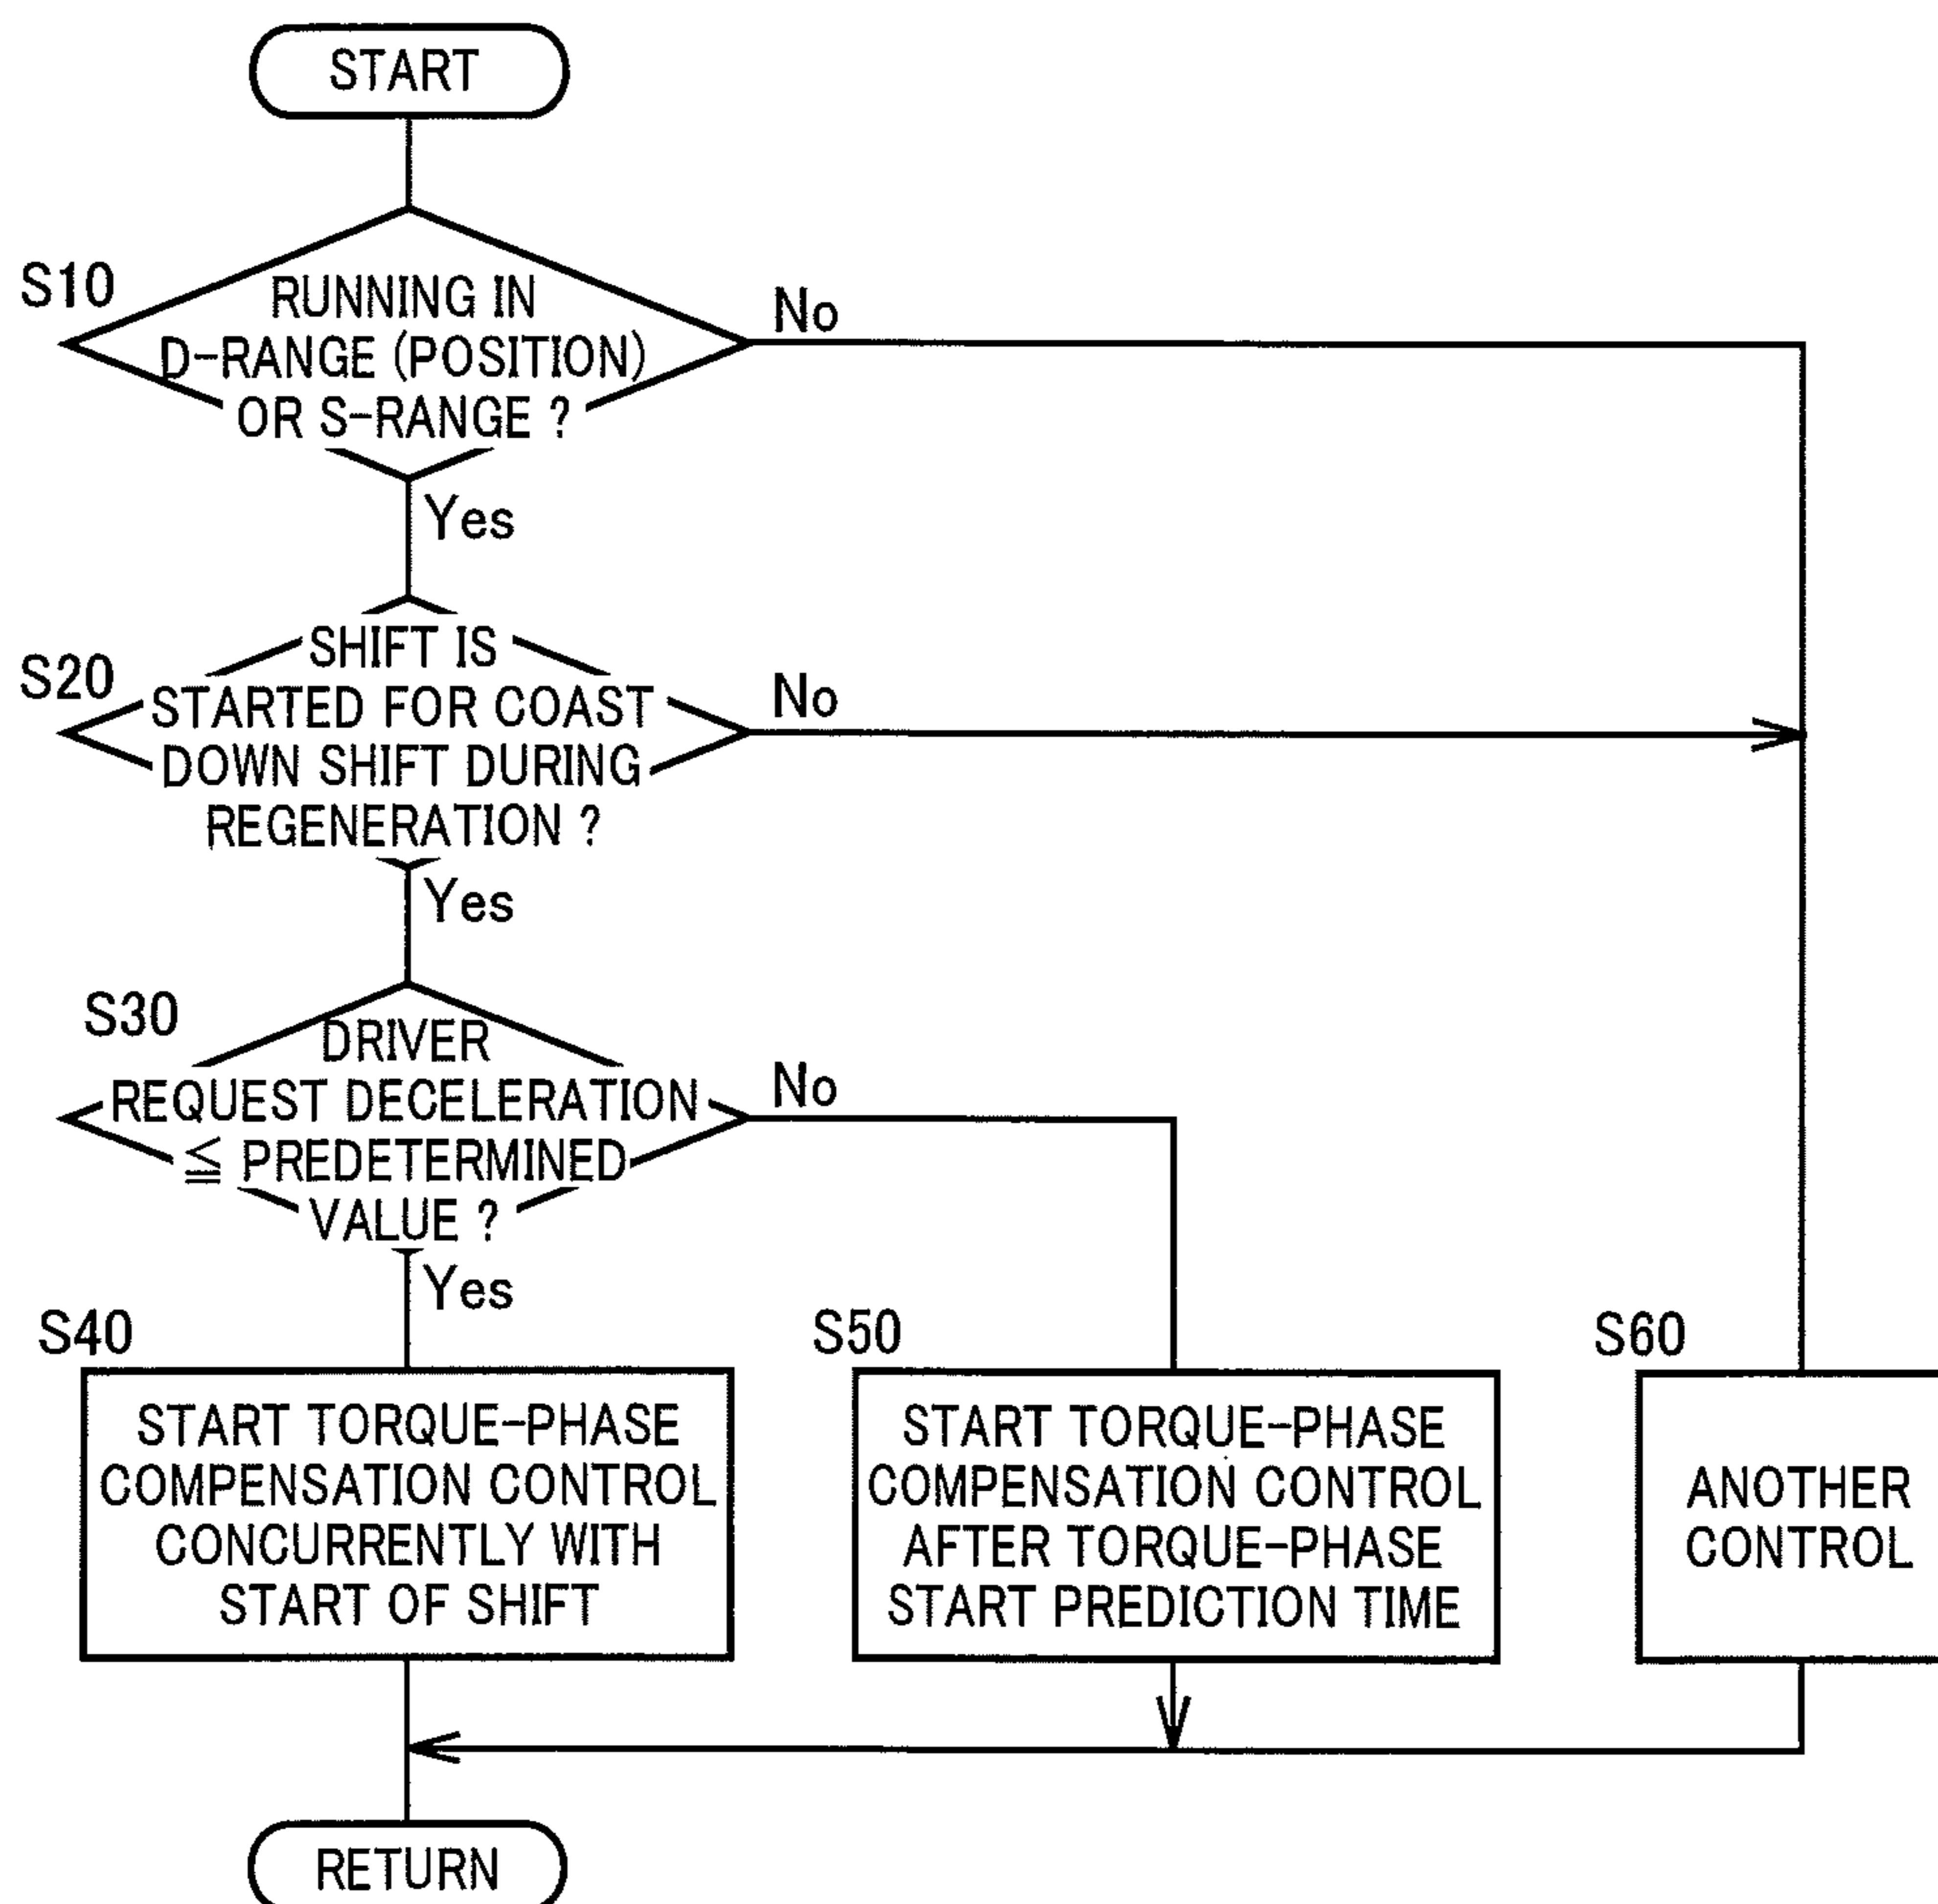 START
S10
RUNNING IN
D-RANGE (POSITION)
OR S-RANGE ?
No
Yes
S20
SHIFT IS
STARTED FOR COAST
DOWN SHIFT DURING
REGENERATION ?
No
Yes
S30
DRIVER
REQUEST DECELERATION
≦ PREDETERMINED
VALUE ?
No
Yes
S40
START TORQUE-PHASE
COMPENSATION CONTROL
CONCURRENTLY WITH
START OF SHIFT
S50
START TORQUE-PHASE
COMPENSATION CONTROL
AFTER TORQUE-PHASE
START PREDICTION TIME
S60
ANOTHER
CONTROL
RETURN